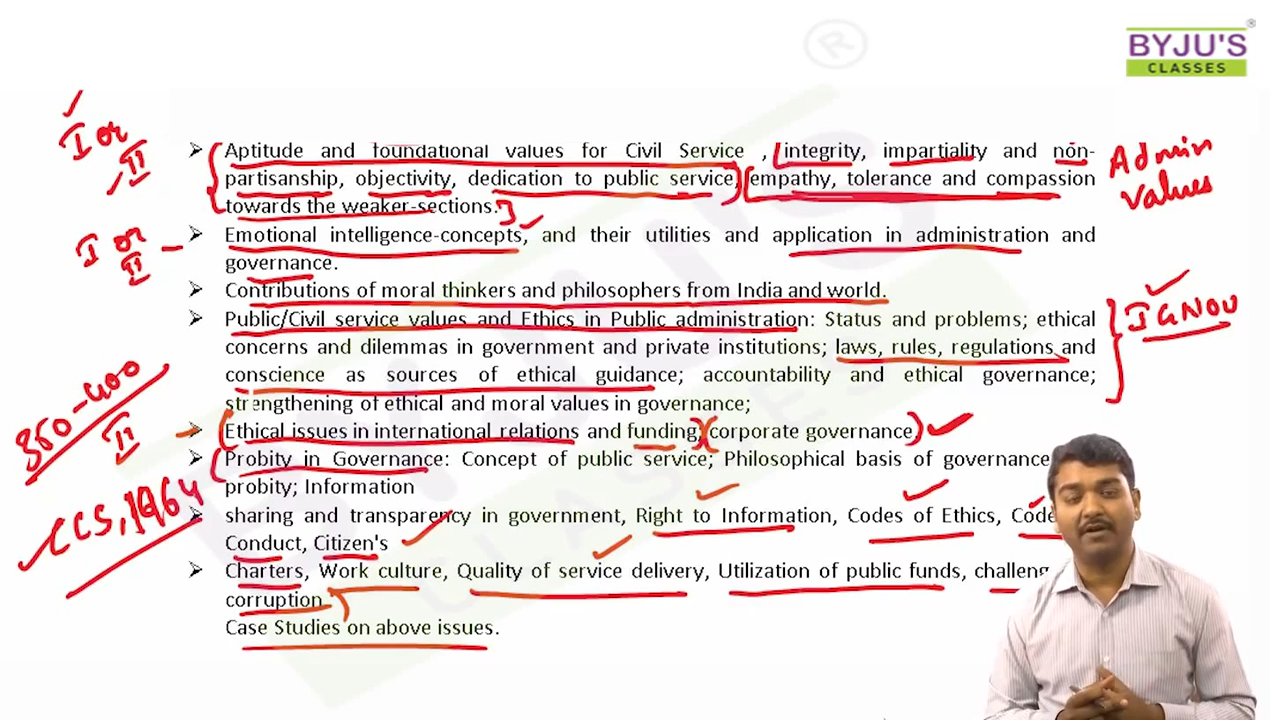 BYJU'S
CLASSES
I or
II
Aptitude and foundational values for Civil Service , integrity, impartiality and non-
partisanship, objectivity, dedication to public service, empathy, tolerance and compassion
towards the weaker-sections.
Admin
values
I or
II
Emotional intelligence-concepts, and their utilities and application in administration and
governance.
Contributions of moral thinkers and philosophers from India and world.
Public/Civil service values and Ethics in Public administration: Status and problems; ethical
concerns and dilemmas in government and private institutions; laws, rules, regulations and
conscience as sources of ethical guidance; accountability and ethical governance;
strengthening of ethical and moral values in governance;
IGNOU
350-400
II
Ethical issues in international relations and funding; corporate governance,
Probity in Governance: Concept of public service; Philosophical basis of governance
probity; Information
CCS, 1964
sharing and transparency in government, Right to Information, Codes of Ethics, Code
Conduct, Citizen's
Charters, Work culture, Quality of service delivery, Utilization of public funds, challeng
corruption
Case Studies on above issues.